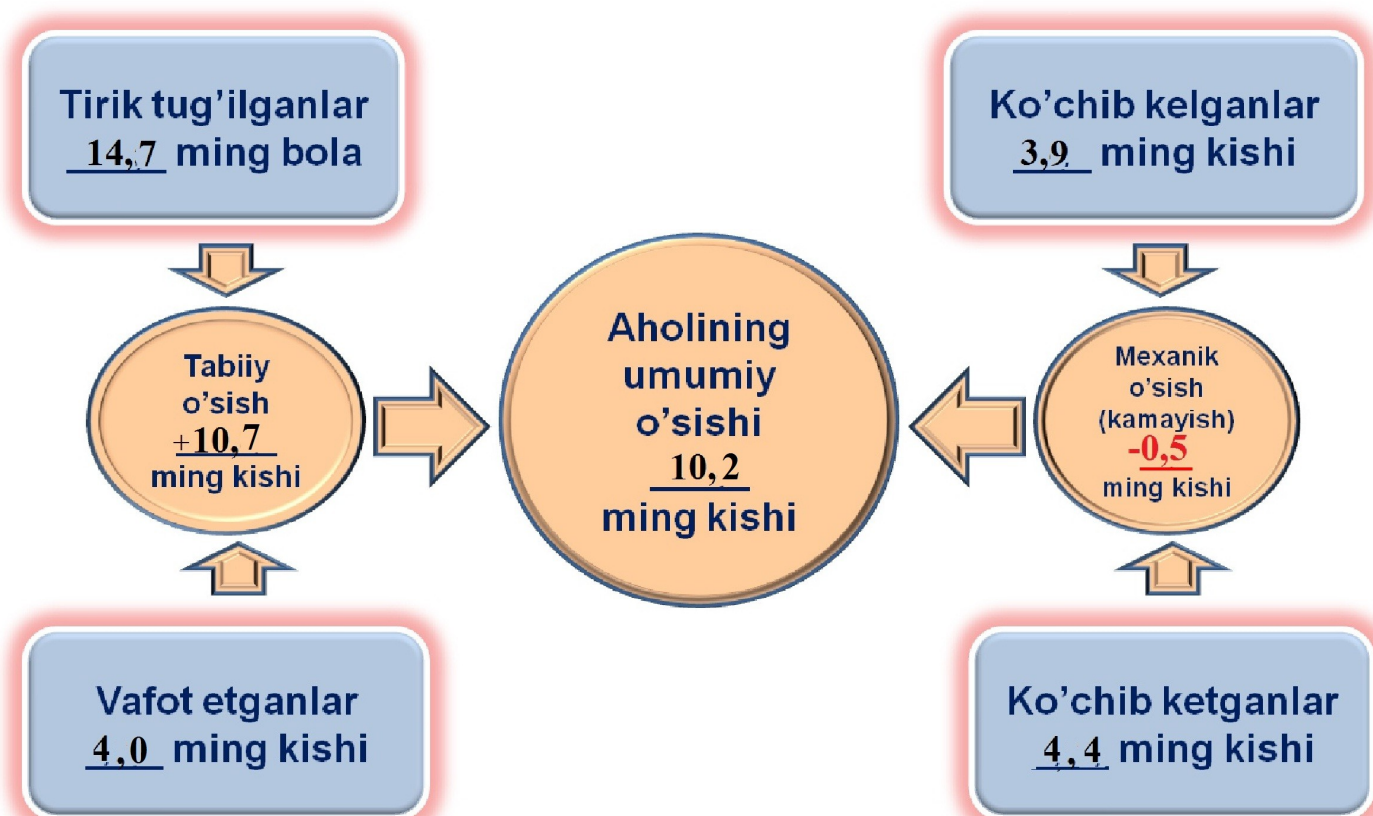 Tirik tug’ilganlar
14,7 ming bola
Ko’chib kelganlar
3,9 ming kishi
Tabiiy
o’sish
+10,7
ming kishi
Aholining
umumiy
o’sishi
10,2
ming kishi
Mexanik
o’sish
(kamayish)
-0,5
ming kishi
Vafot etganlar
4,0 ming kishi
Ko’chib ketganlar
4,4 ming kishi